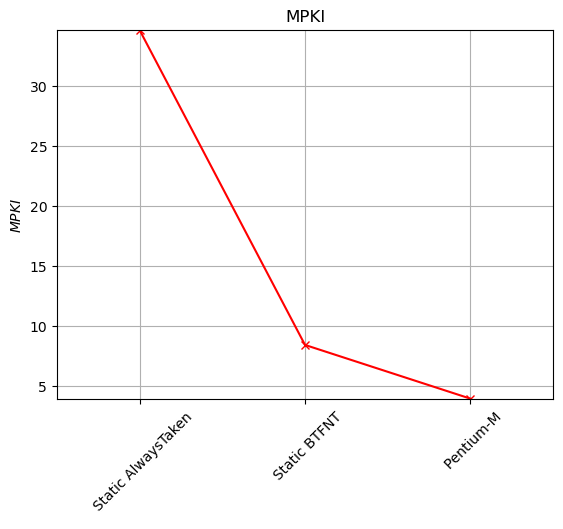 MPKI
MPKI
30
25
20
15
10
5
Static AlwaysTaken
Static BTFNT
Pentium-M